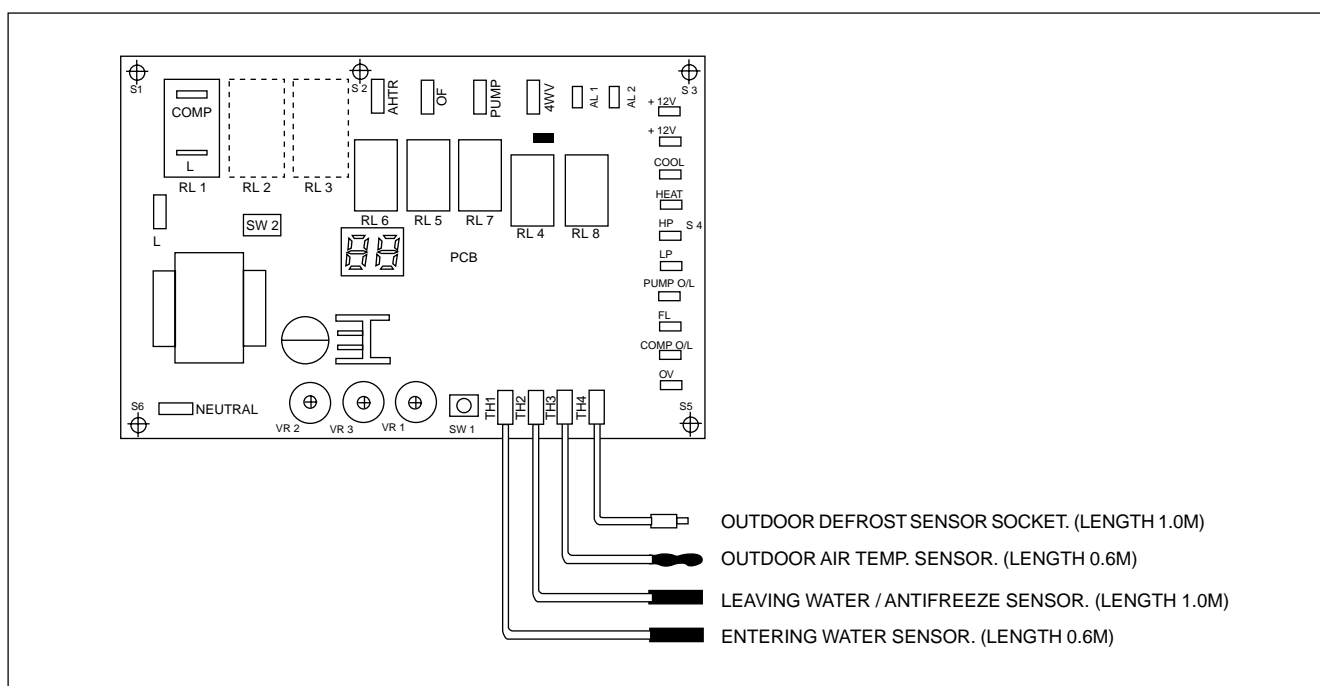 S1
S 2
S 3
AHTR
OF
PUMP
4WV
AL 1
AL 2
COMP
L
RL 1
RL 2
RL 3
+ 12V
+ 12V
COOL
HEAT
HP
S 4
LP
PUMP O/L
FL
COMP O/L
OV
L
SW 2
RL 6
RL 5
RL 7
RL 4
RL 8
88
PCB
S6
NEUTRAL
VR 2
VR 3
VR 1
SW 1
TH1
TH2
TH3
TH4
S5
OUTDOOR DEFROST SENSOR SOCKET. (LENGTH 1.0M)
OUTDOOR AIR TEMP. SENSOR. (LENGTH 0.6M)
LEAVING WATER / ANTIFREEZE SENSOR. (LENGTH 1.0M)
ENTERING WATER SENSOR. (LENGTH 0.6M)